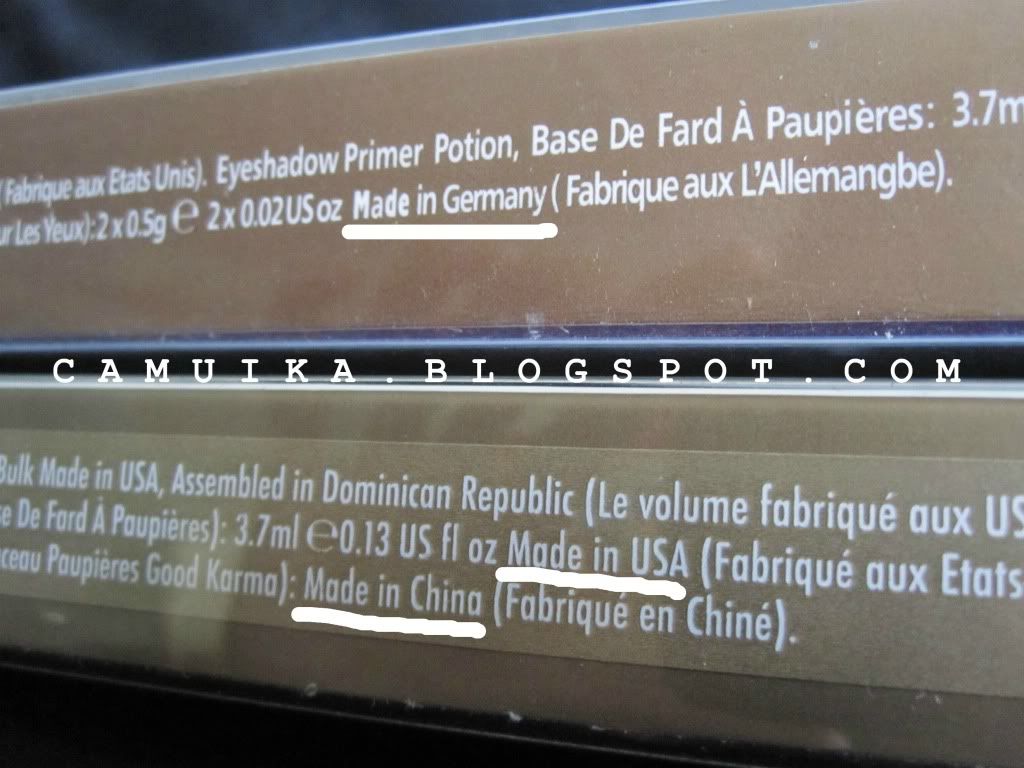 (Fabrique aux Etats Unis). Eyeshadow Primer Potion, Base De Fard À Paupières: 3.7m
ur Les Yeux): 2 x 0.5g ℮ 2 x 0.02 US oz Made in Germany ( Fabrique aux L'Allémangbe).
CAMUIKA.BLOGSPOT.COM
Bulk Made in USA, Assembled in Dominican Republic (Le volume fabriqué aux US
se De Fard À Paupières): 3.7ml ℮0.13 US fl oz Made in USA (Fabriqué aux Etats
nceau Paupières Good Karma): Made in China (Fabriqué en Chiné).